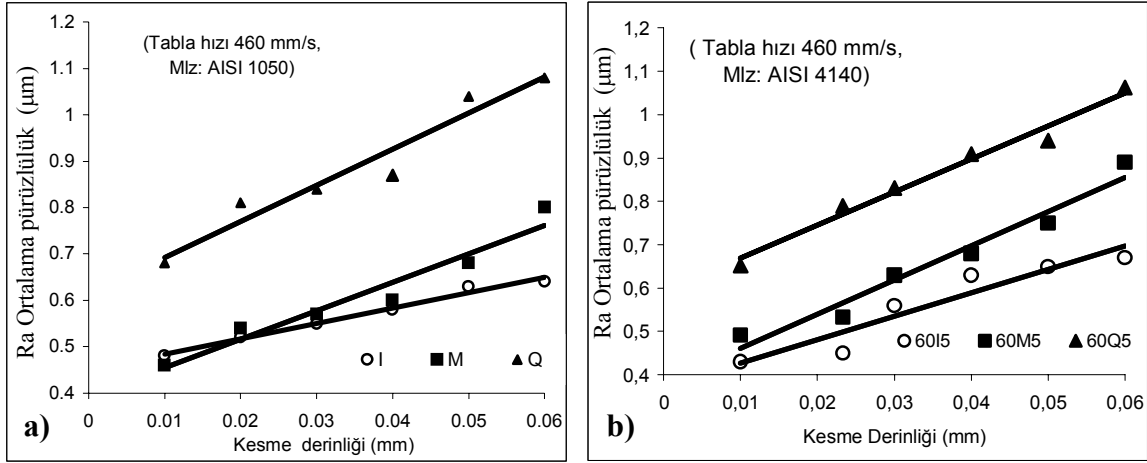 1.2
1.1
1
0.9
0.8
0.7
0.6
0.5
0.4
Ra Ortalama pürüzlülük (μm)
(Tabla hızı 460 mm/s,
Mlz: AISI 1050)
I M Q
0 0.01 0.02 0.03 0.04 0.05 0.06
Kesme derinliği (mm)
a)
1,2
1,1
1
0,9
0,8
0,7
0,6
0,5
0,4
Ra Ortalama pürüzlülük (μm)
( Tabla hızı 460 mm/s,
Mlz: AISI 4140)
60I5 60M5 60Q5
0 0,01 0,02 0,03 0,04 0,05 0.06
Kesme Derinliği (mm)
b)